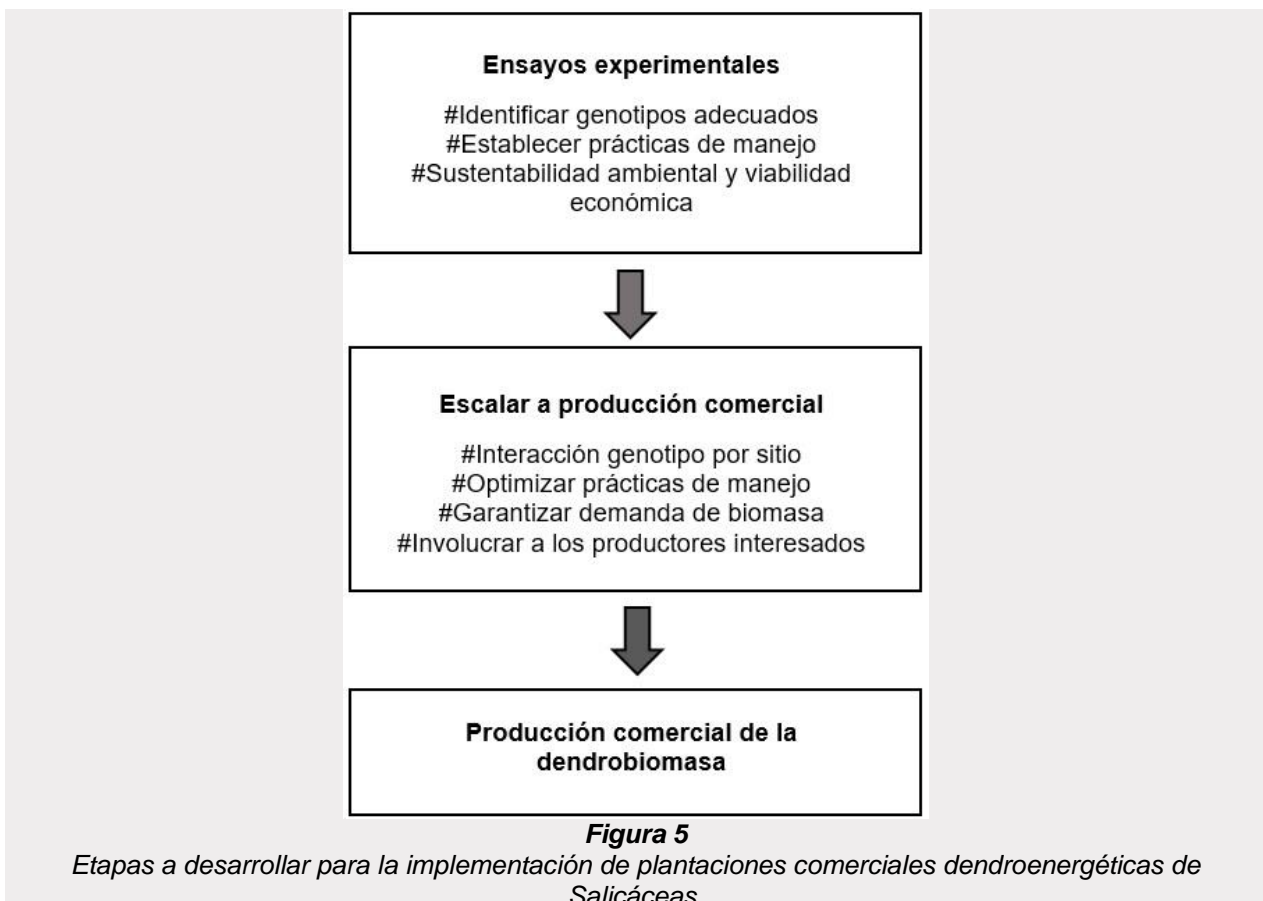 Ensayos experimentales
#Identificar genotipos adecuados
#Establecer prácticas de manejo
#Sustentabilidad ambiental y viabilidad
económica
Escalar a producción comercial
#Interacción genotipo por sitio
#Optimizar prácticas de manejo
#Garantizar demanda de biomasa
#Involucrar a los productores interesados
Producción comercial de la
dendrobiomasa
Figura 5
Etapas a desarrollar para la implementación de plantaciones comerciales dendroenergéticas de
Salicáceas